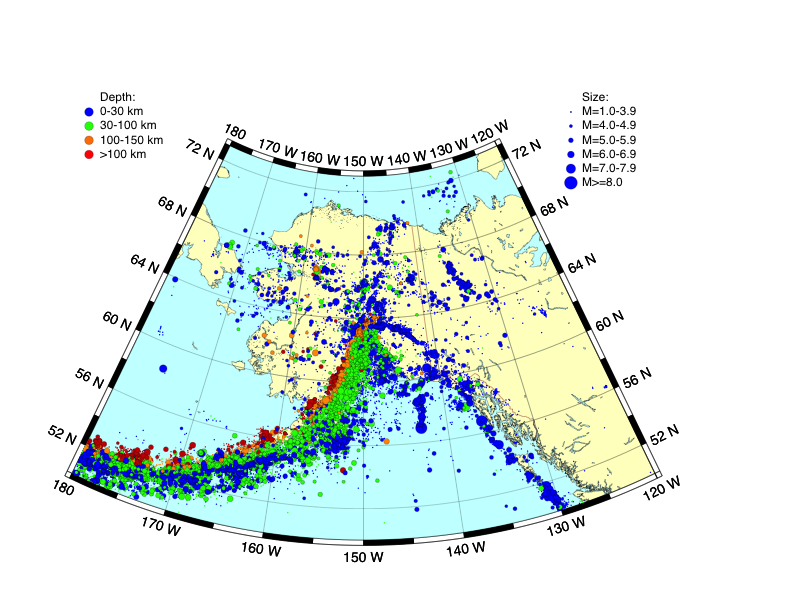 Depth:
0-30 km
30-100 km
100-150 km
>100 km
Size:
M=1.0-3.9
M=4.0-4.9
M=5.0-5.9
M=6.0-6.9
M=7.0-7.9
M>=8.0
180
170 W
160 W
150 W
140 W
130 W
120 W
72 N
72 N
68 N
68 N
64 N
64 N
60 N
60 N
56 N
56 N
52 N
52 N
180
170 W
160 W
150 W
140 W
130 W
120 W